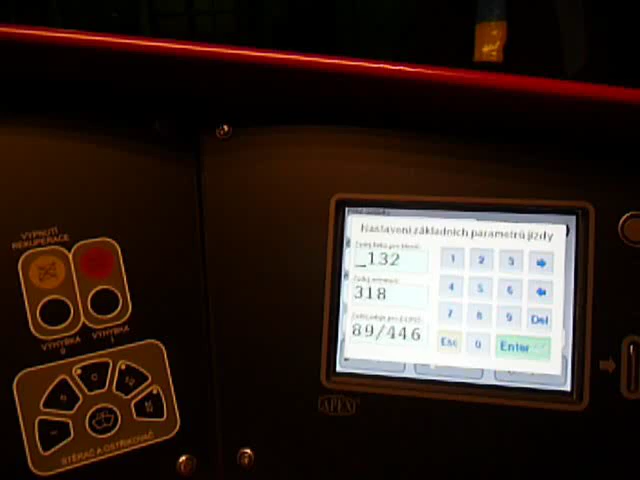 VYPNUTÍ
REKUPERACE
VÝHYBKA
0
VÝHYBKA
1
STĚRAČ A OSTŘIKOVAČ
Nastavení základních parametrů jízdy
_132
318
89/446
1 2 3
4 5 6
7 8 9 Del
Esc 0 Enter
APEX